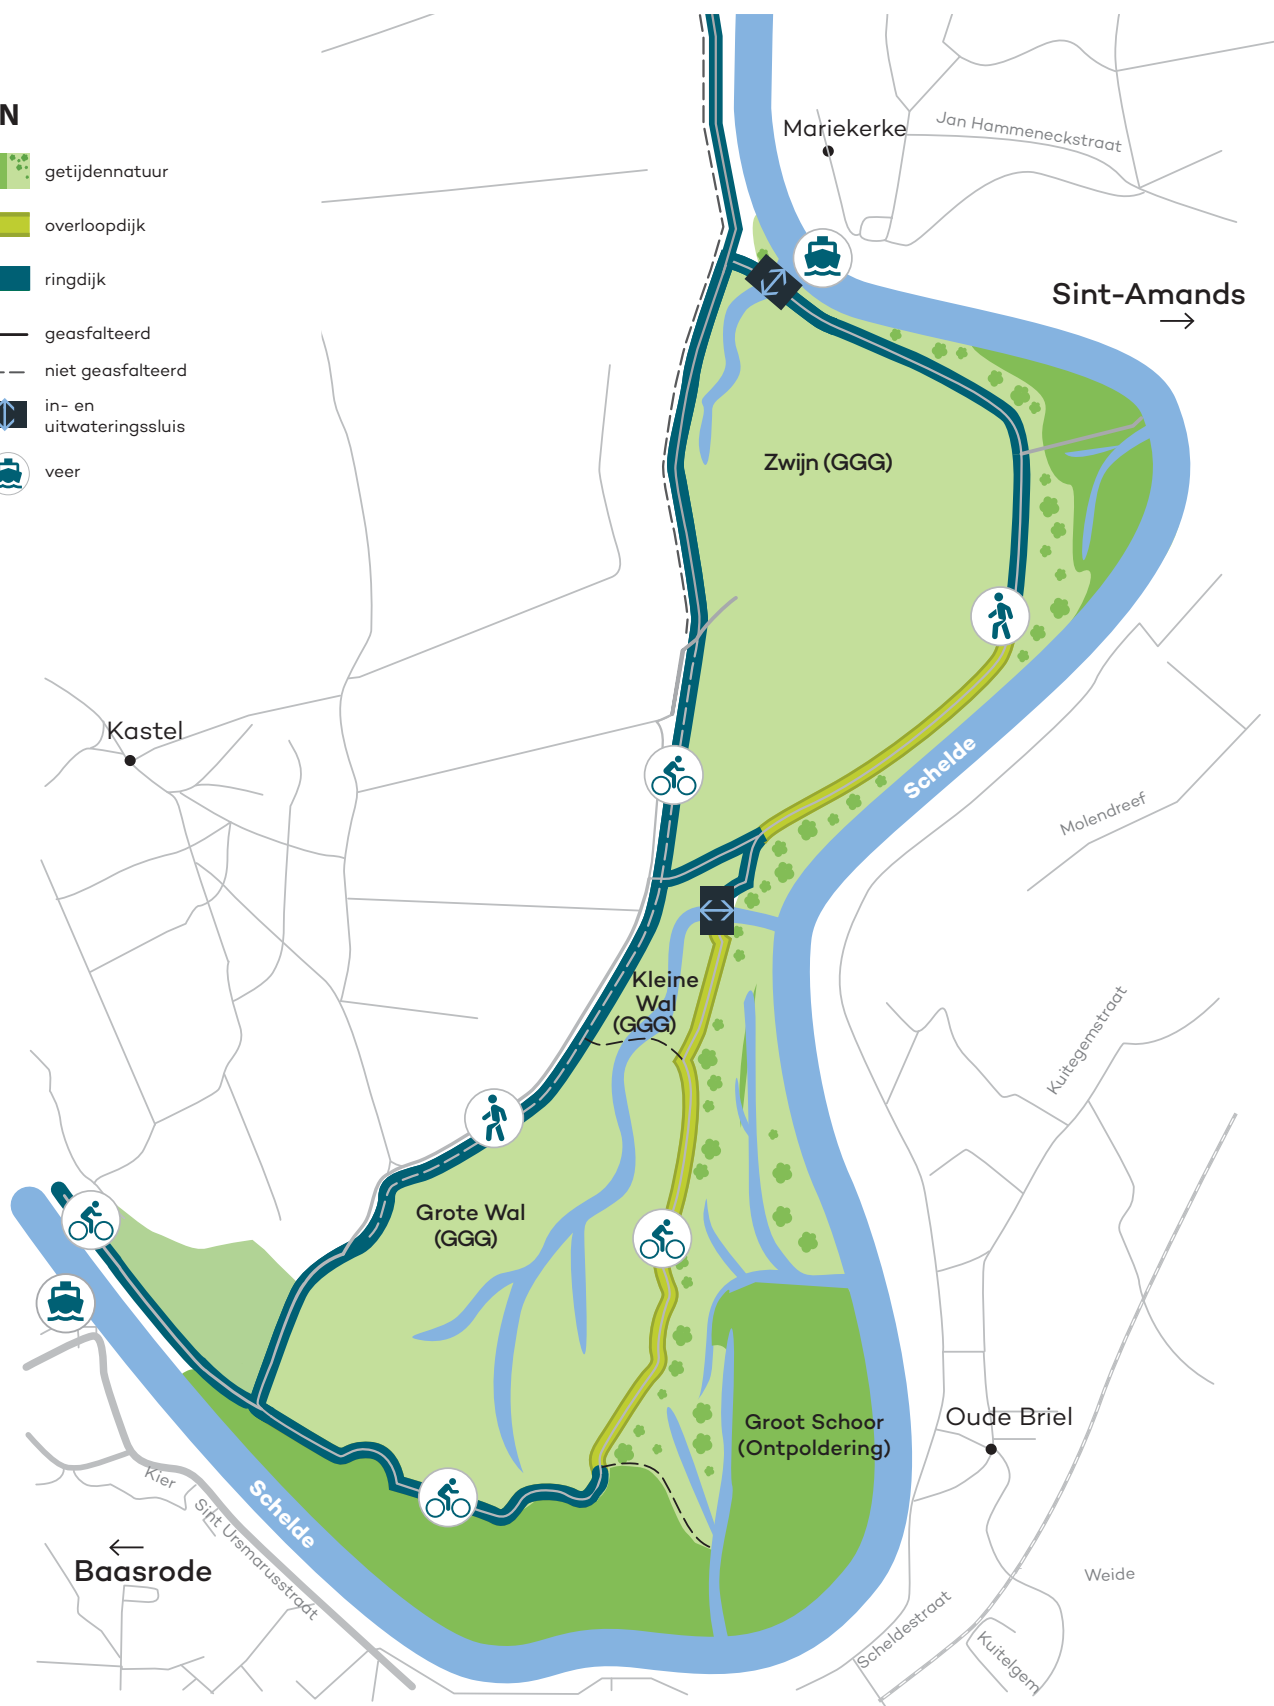 N
getijdennatuur
overloopdijk
ringdijk
geasfalteerd
niet geasfalteerd
in- en
uitwateringssluis
veer
Mariekerke
Jan Hammeneckstraat
Sint-Amands
Zwijn (GGG)
Kastel
Schelde
Molendreef
Kleine
Wal
(GGG)
Kuitegemstraat
Grote Wal
(GGG)
Groot Schoor
(Ontpoldering)
Oude Briel
Kier
Sint Ursmarusstraat
Schelde
Baasrode
Weide
Scheldestraat
Kuitelgem